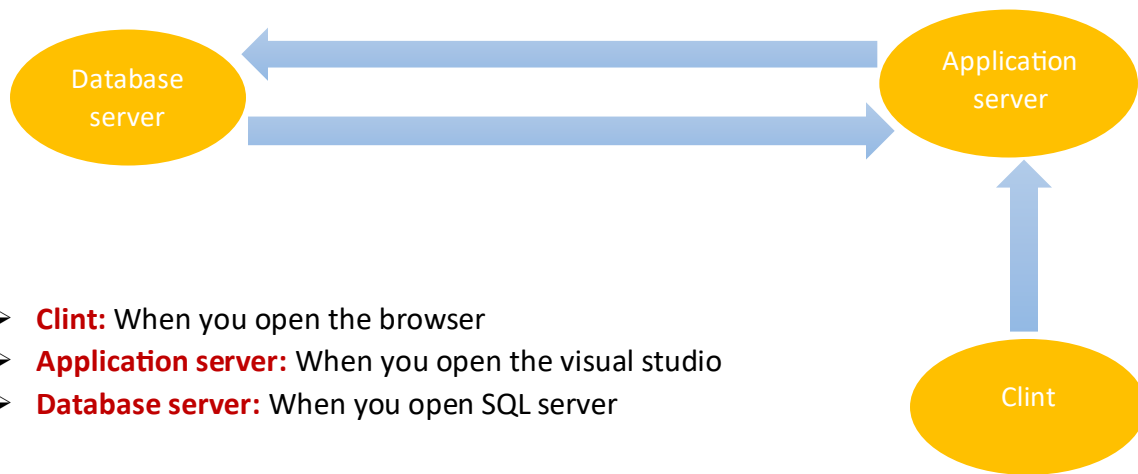 Database
server
Application
server
➢ Clint: When you open the browser
➢ Application server: When you open the visual studio
➢ Database server: When you open SQL server
Clint